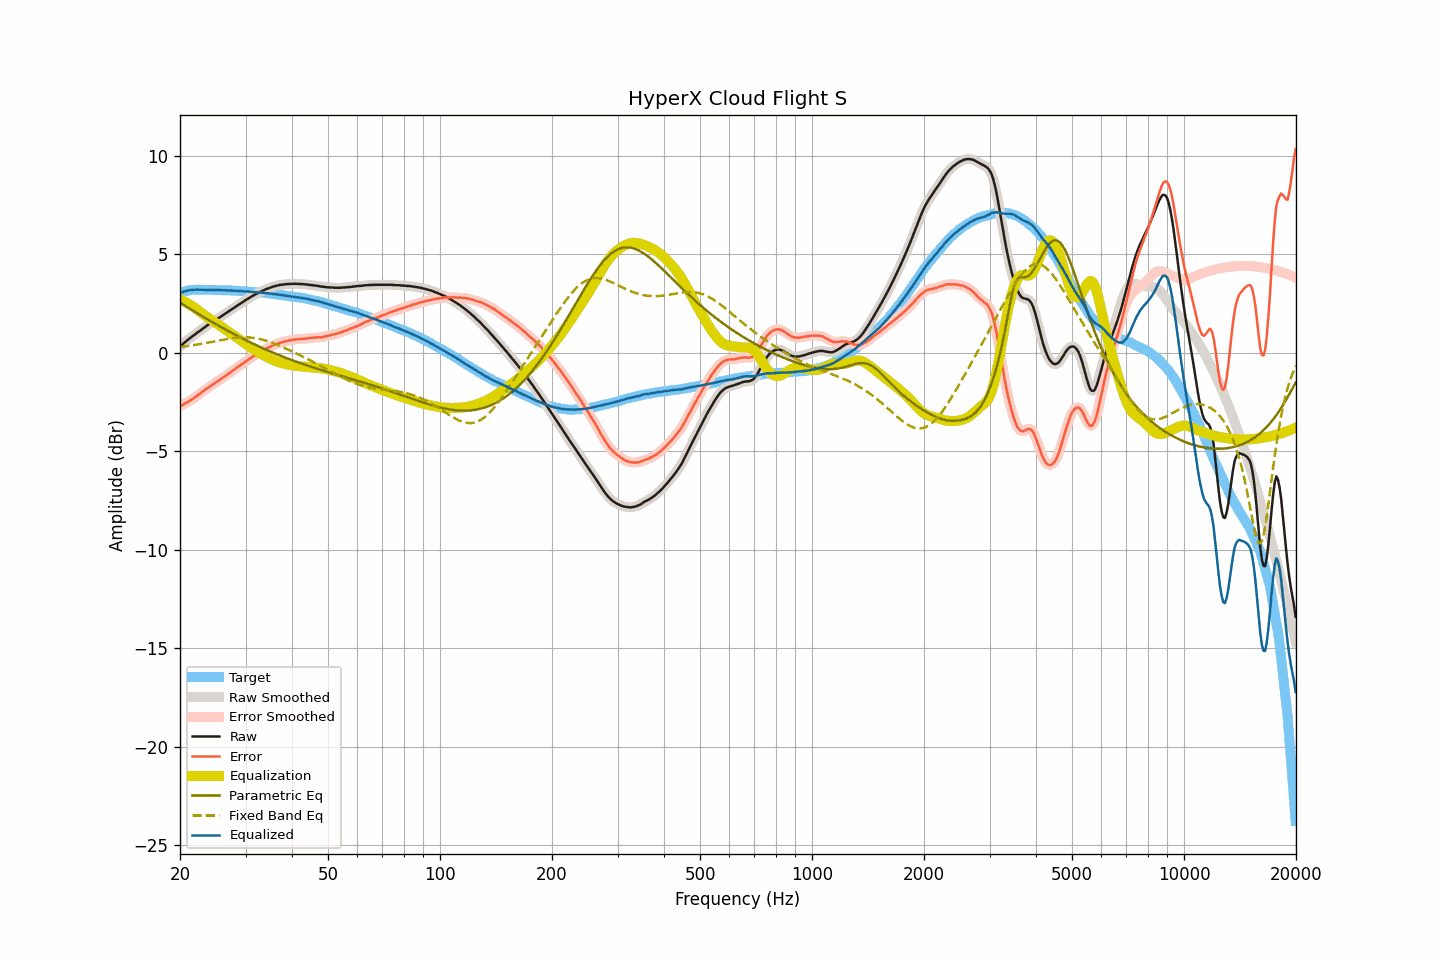 HyperX Cloud Flight S
Amplitude (dBr)
10
5
0
−5
−10
−15
−20
−25
Target
Raw Smoothed
Error Smoothed
Raw
Error
Equalization
Parametric Eq
Fixed Band Eq
Equalized
20 50 100 200 500 1000 2000 5000 10000 20000
Frequency (Hz)